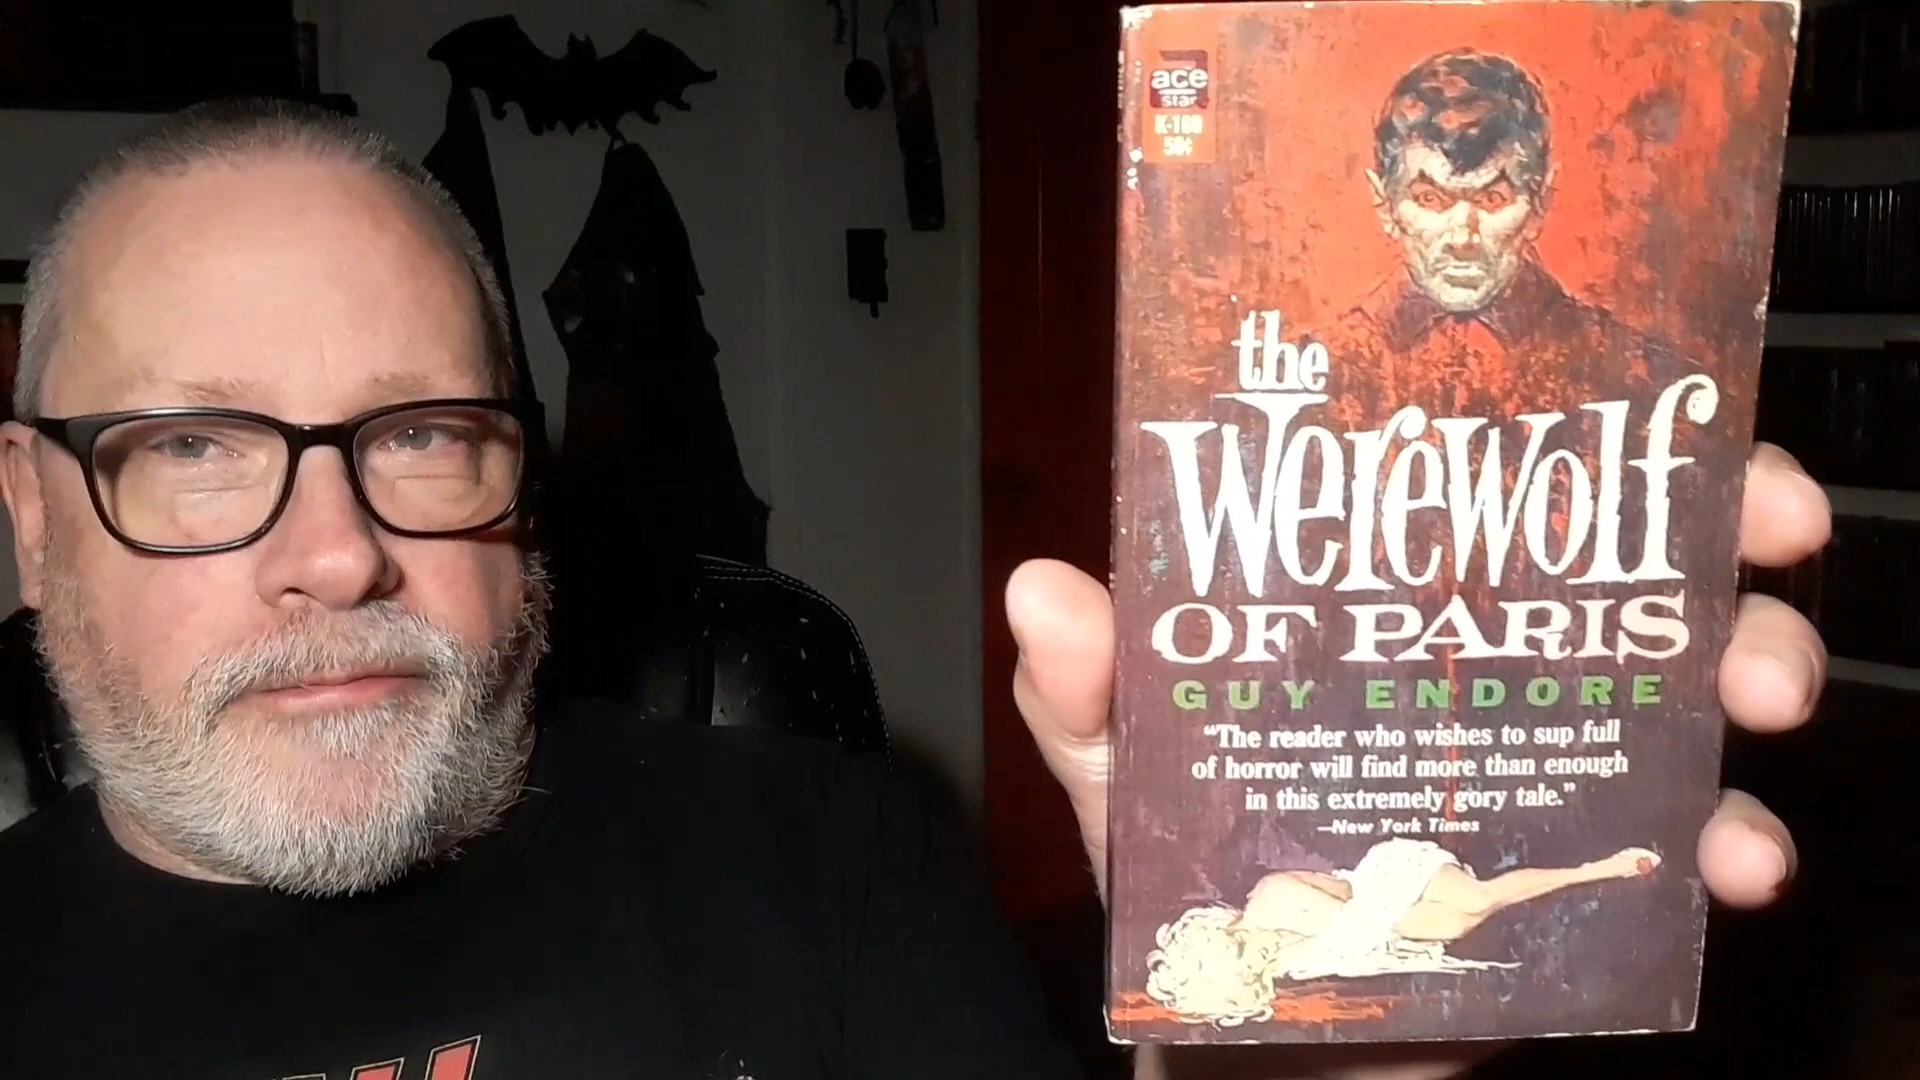 ace
star
K-160
50¢
the
Werewolf
OF PARIS
GUY ENDORE
“The reader who wishes to sup full
of horror will find more than enough
in this extremely gory tale.”
—New York Times